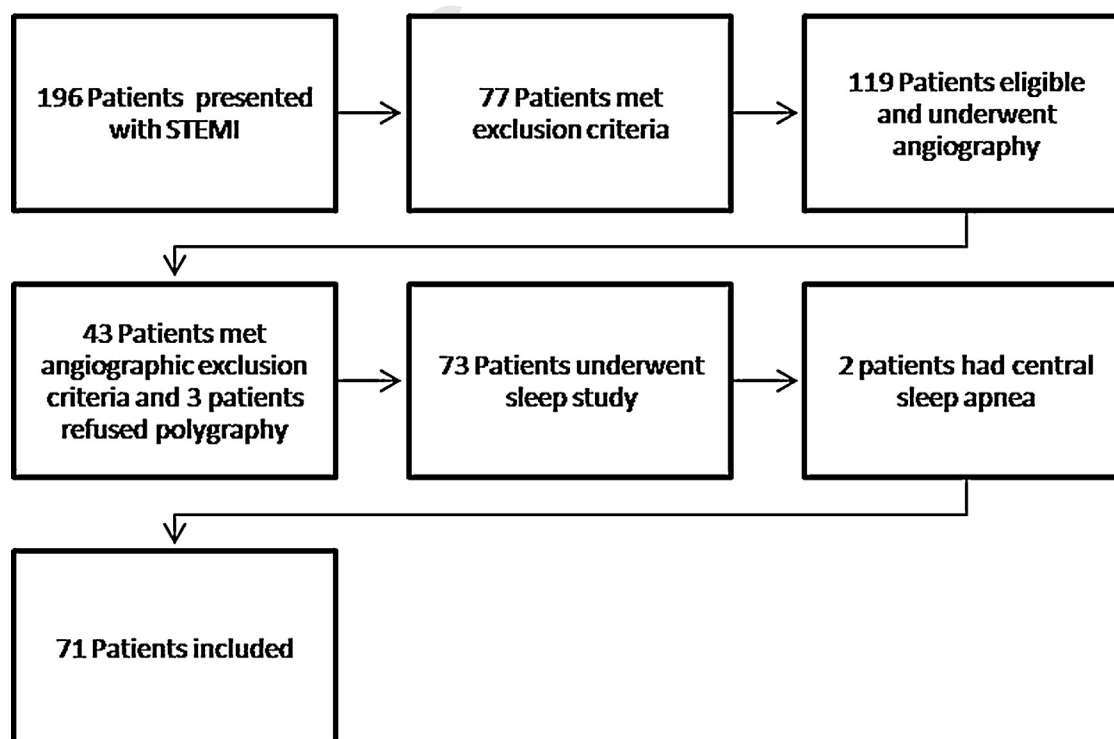 196 Patients presented
with STEMI
77 Patients met
exclusion criteria
119 Patients eligible
and underwent
angiography
43 Patients met
angiographic exclusion
criteria and 3 patients
refused polygraphy
73 Patients underwent
sleep study
2 patients had central
sleep apnea
71 Patients included